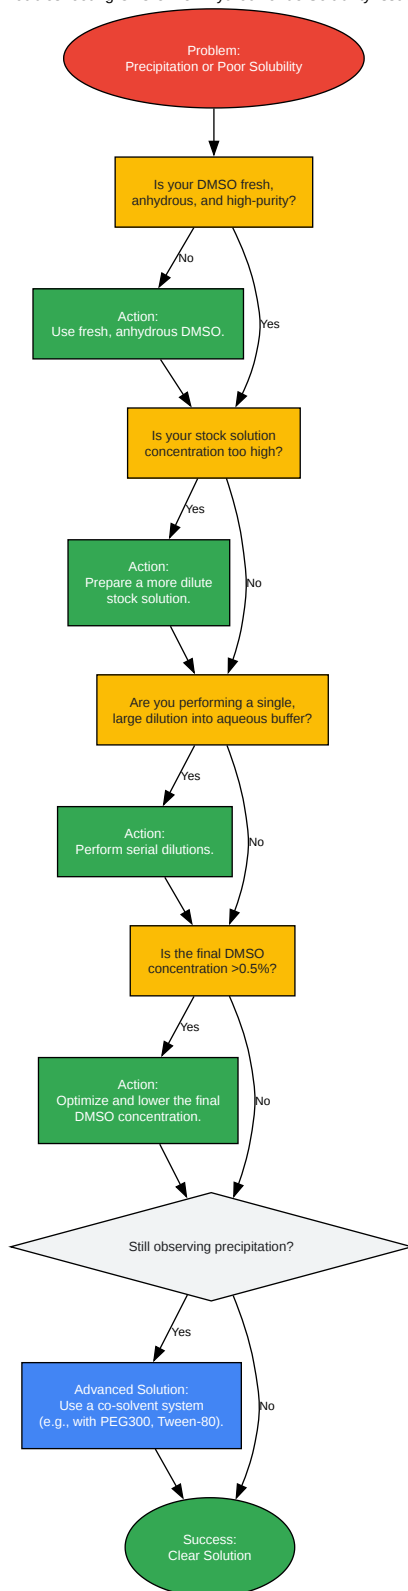 Problem:
Precipitation or Poor Solubility
Is your DMSO fresh,
anhydrous, and high-purity?
No
Action:
Use fresh, anhydrous DMSO.
Yes
Is your stock solution
concentration too high?
Yes
Action:
Prepare a more dilute
stock solution.
No
Are you performing a single,
large dilution into aqueous buffer?
Yes
Action:
Perform serial dilutions.
No
Is the final DMSO
concentration >0.5%?
Yes
Action:
Optimize and lower the final
DMSO concentration.
No
Still observing precipitation?
Yes
Advanced Solution:
Use a co-solvent system
(e.g., with PEG300, Tween-80).
No
Success:
Clear Solution